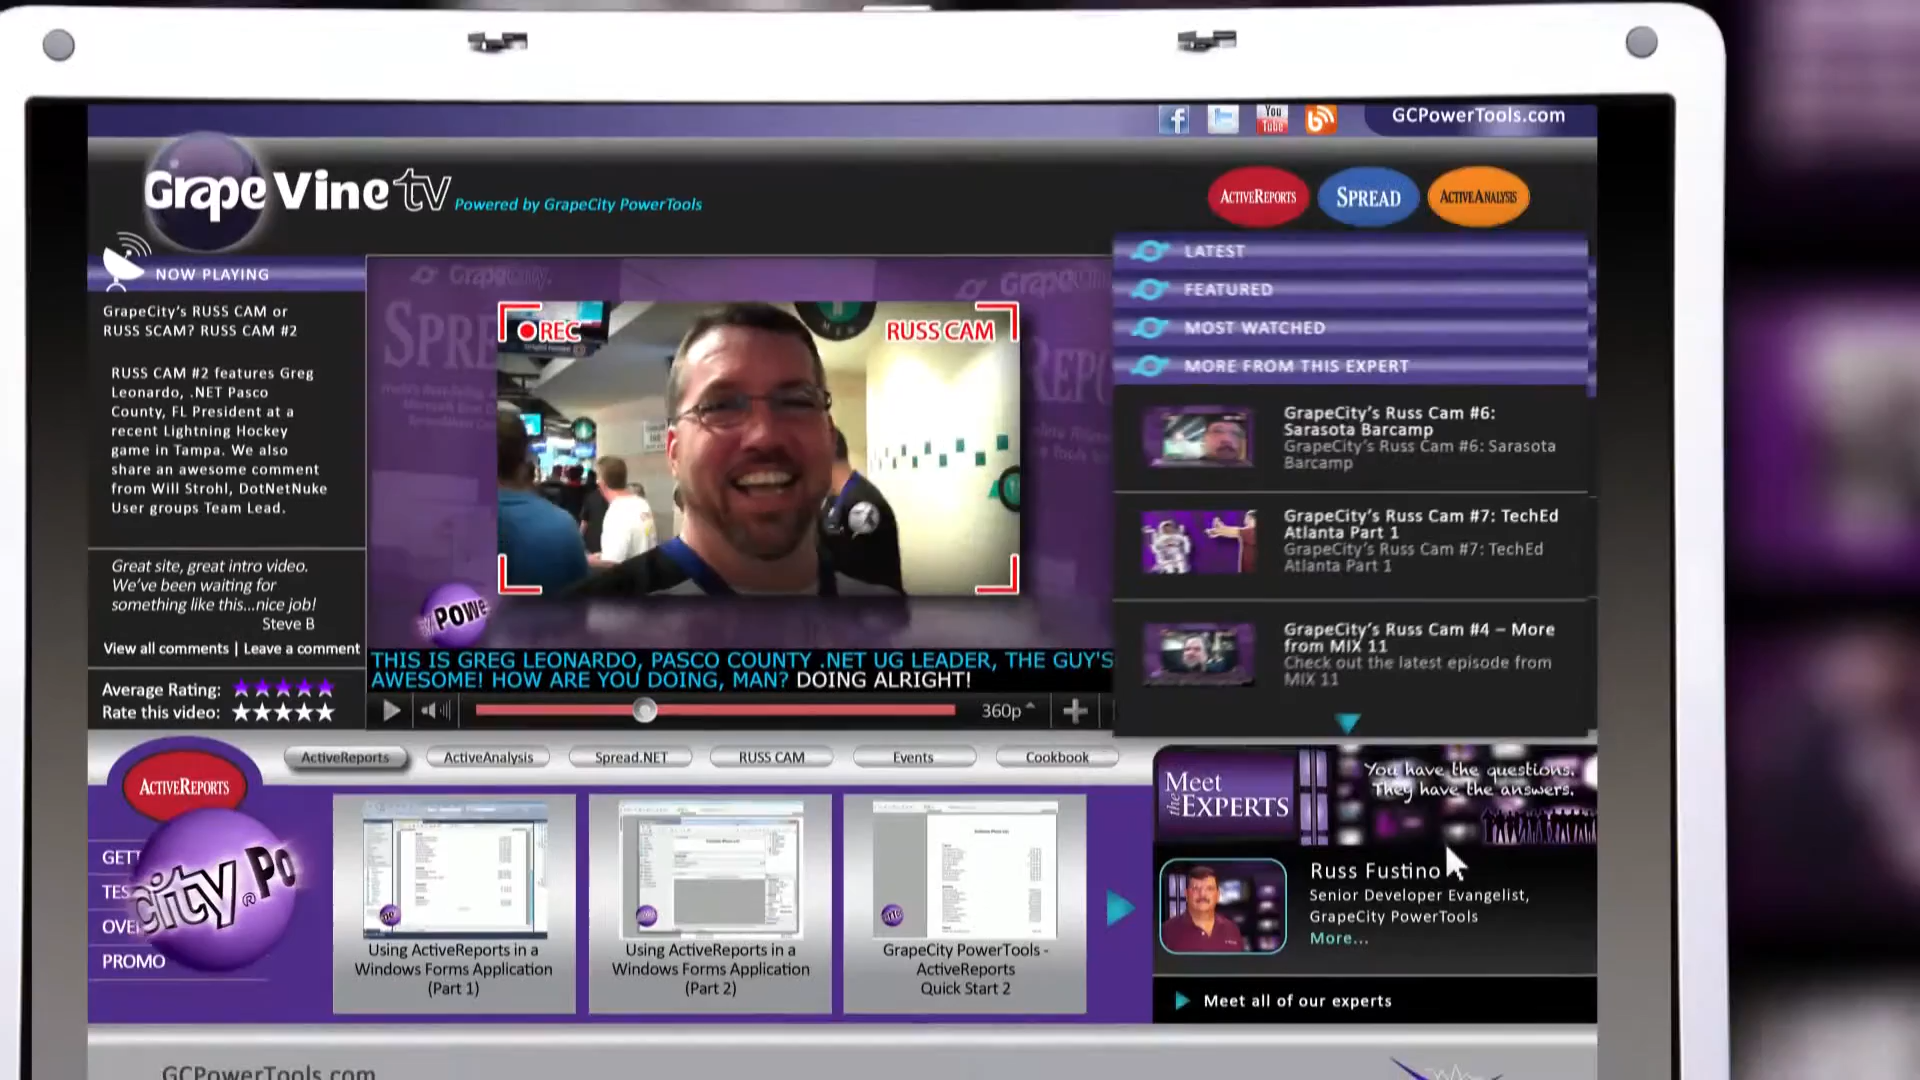 You
Tube
GCPowerTools.com
GrapeVine tv
Powered by GrapeCity PowerTools
ACTIVEREPORTS
SPREAD
ACTIVEANALYSIS
NOW PLAYING
GrapeCity's RUSS CAM or
RUSS SCAM? RUSS CAM #2
RUSS CAM #2 features Greg
Leonardo, .NET Pasco
County, FL President at a
recent Lightning Hockey
game in Tampa. We also
share an awesome comment
from Will Strohl, DotNetNuke
User groups Team Lead.
Great site, great intro video.
We've been waiting for
something like this...nice job!
Steve B
View all comments | Leave a comment
Average Rating:
Rate this video:
GrapeCity
SPRE
REPO
REC
RUSS CAM
Powe
THIS IS GREG LEONARDO, PASCO COUNTY .NET UG LEADER, THE GUY'S
AWESOME! HOW ARE YOU DOING, MAN? DOING ALRIGHT!
360p
LATEST
FEATURED
MOST WATCHED
MORE FROM THIS EXPERT
GrapeCity's Russ Cam #6:
Sarasota Barcamp
GrapeCity's Russ Cam #6: Sarasota
Barcamp
GrapeCity's Russ Cam #7: TechEd
Atlanta Part 1
GrapeCity's Russ Cam #7: TechEd
Atlanta Part 1
GrapeCity's Russ Cam #4 – More
from MIX 11
Check out the latest episode from
MIX 11
ActiveReports
ActiveAnalysis
Spread.NET
RUSS CAM
Events
Cookbook
ACTIVEREPORTS
GET
TES
OVE
PROMO
City® Po
Using ActiveReports in a
Windows Forms Application
(Part 1)
Using ActiveReports in a
Windows Forms Application
(Part 2)
GrapeCity PowerTools -
ActiveReports
Quick Start 2
Meet
the EXPERTS
You have the questions.
They have the answers.
Russ Fustino
Senior Developer Evangelist,
GrapeCity PowerTools
More...
Meet all of our experts
GCPowerTools.com